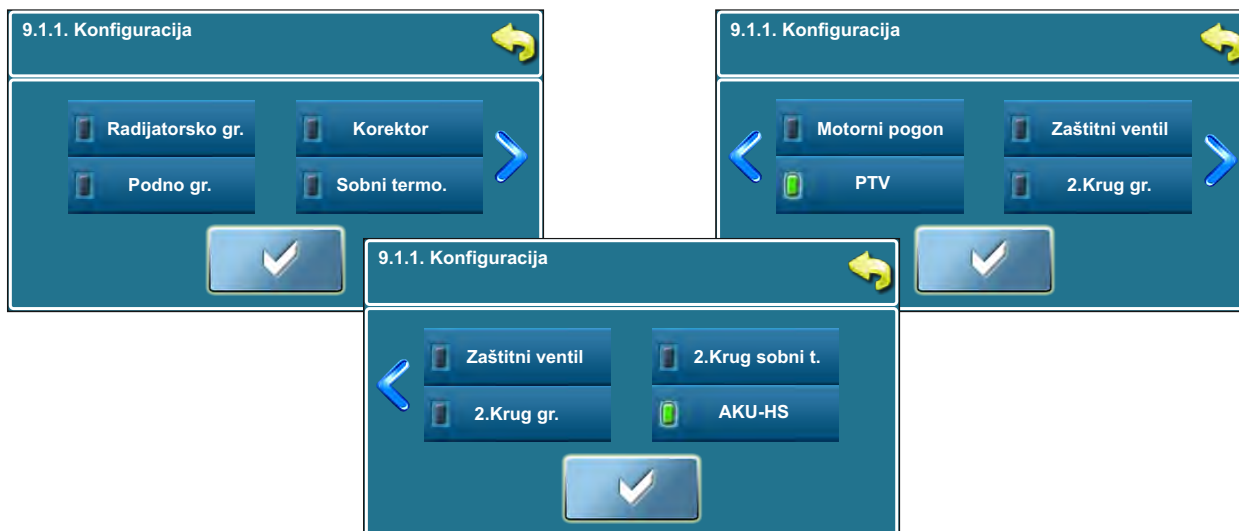 9.1.1. Konfiguracija
Radijatorsko gr.
Korektor
Podno gr.
Sobni termo.
9.1.1. Konfiguracija
Motorni pogon
Zaštitni ventil
PTV
2.Krug gr.
9.1.1. Konfiguracija
Zaštitni ventil
2.Krug sobni t.
2.Krug gr.
AKU-HS